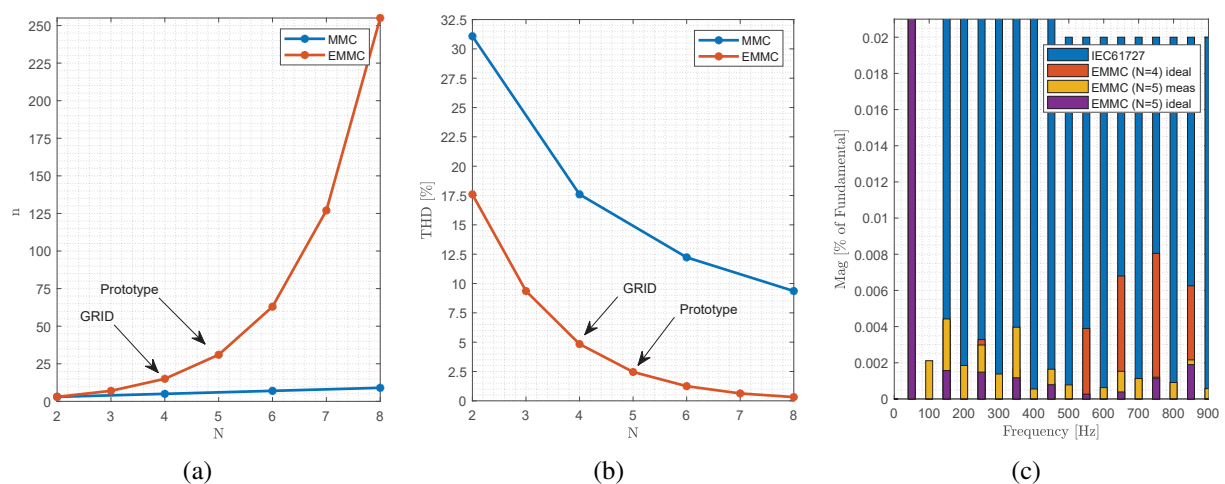 250
225
200
175
150
125
100
75
50
25
0
n
2 3 4 5 6 7 8
N
MMC
EMMC
Prototype
GRID
(a)
32.5
30
27.5
25
22.5
20
17.5
15
12.5
10
7.5
5
2.5
0
THD [%]
2 3 4 5 6 7 8
N
MMC
EMMC
GRID
Prototype
(b)
0.02
0.018
0.016
0.014
0.012
0.01
0.008
0.006
0.004
0.002
0
Mag [% of Fundamental]
0 100 200 300 400 500 600 700 800 900
Frequency [Hz]
IEC61727
EMMC (N=4) ideal
EMMC (N=5) meas
EMMC (N=5) ideal
(c)